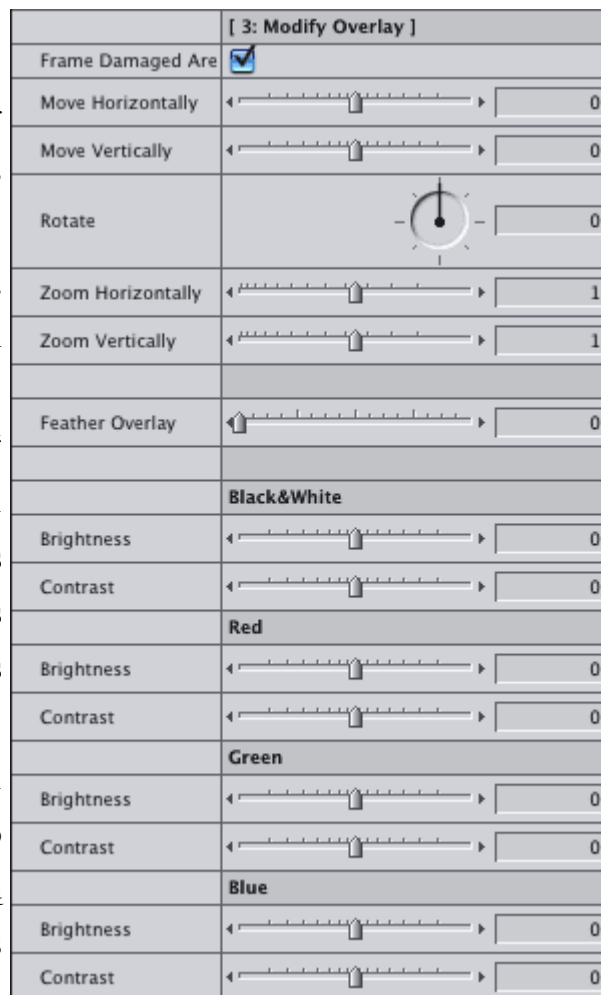 [ 3: Modify Overlay ]
Frame Damaged Are
Move Horizontally 0
Move Vertically 0
Rotate 0
Zoom Horizontally 1
Zoom Vertically 1
Feather Overlay 0
Black&White
Brightness 0
Contrast 0
Red
Brightness 0
Contrast 0
Green
Brightness 0
Contrast 0
Blue
Brightness 0
Contrast 0